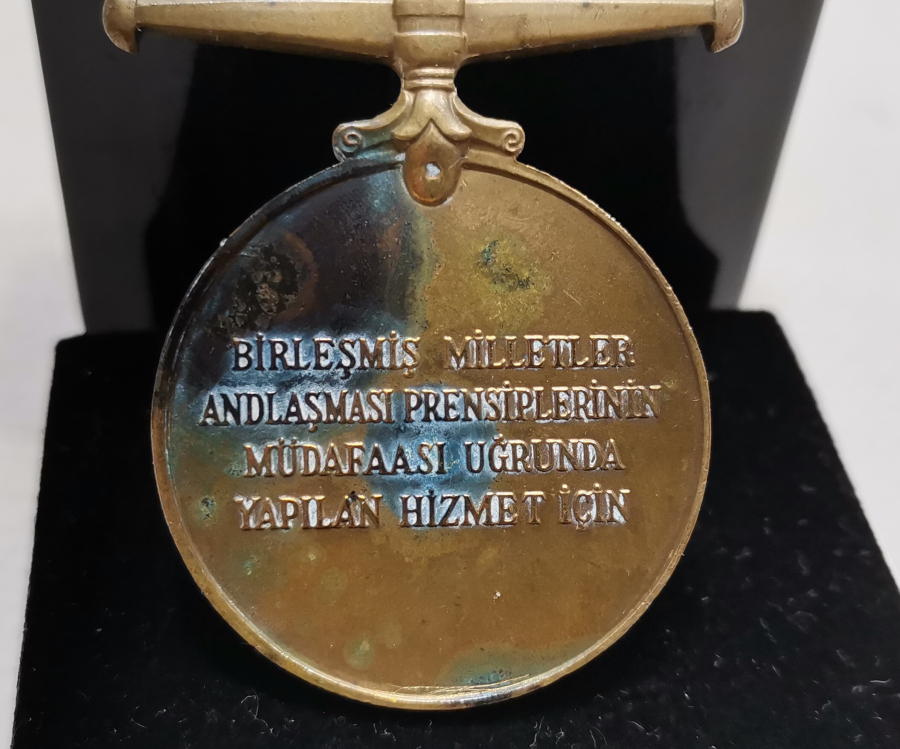 BİRLEŞMİŞ MİLLETLER
ANDLAŞMASI PRENSİPLERİNİN
MÜDAFAASI UĞRUNDA
YAPILAN HİZMET İÇİN